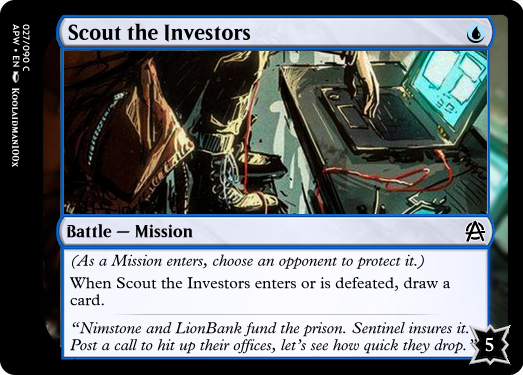 Scout the Investors
Battle — Mission
(As a Mission enters, choose an opponent to protect it.)
When Scout the Investors enters or is defeated, draw a
card.
“Nimstone and LionBank fund the prison. Sentinel insures it.
Post a call to hit up their offices, let’s see how quick they drop.”
5
027/090 C
APW • EN KOOLAIDMAN100X